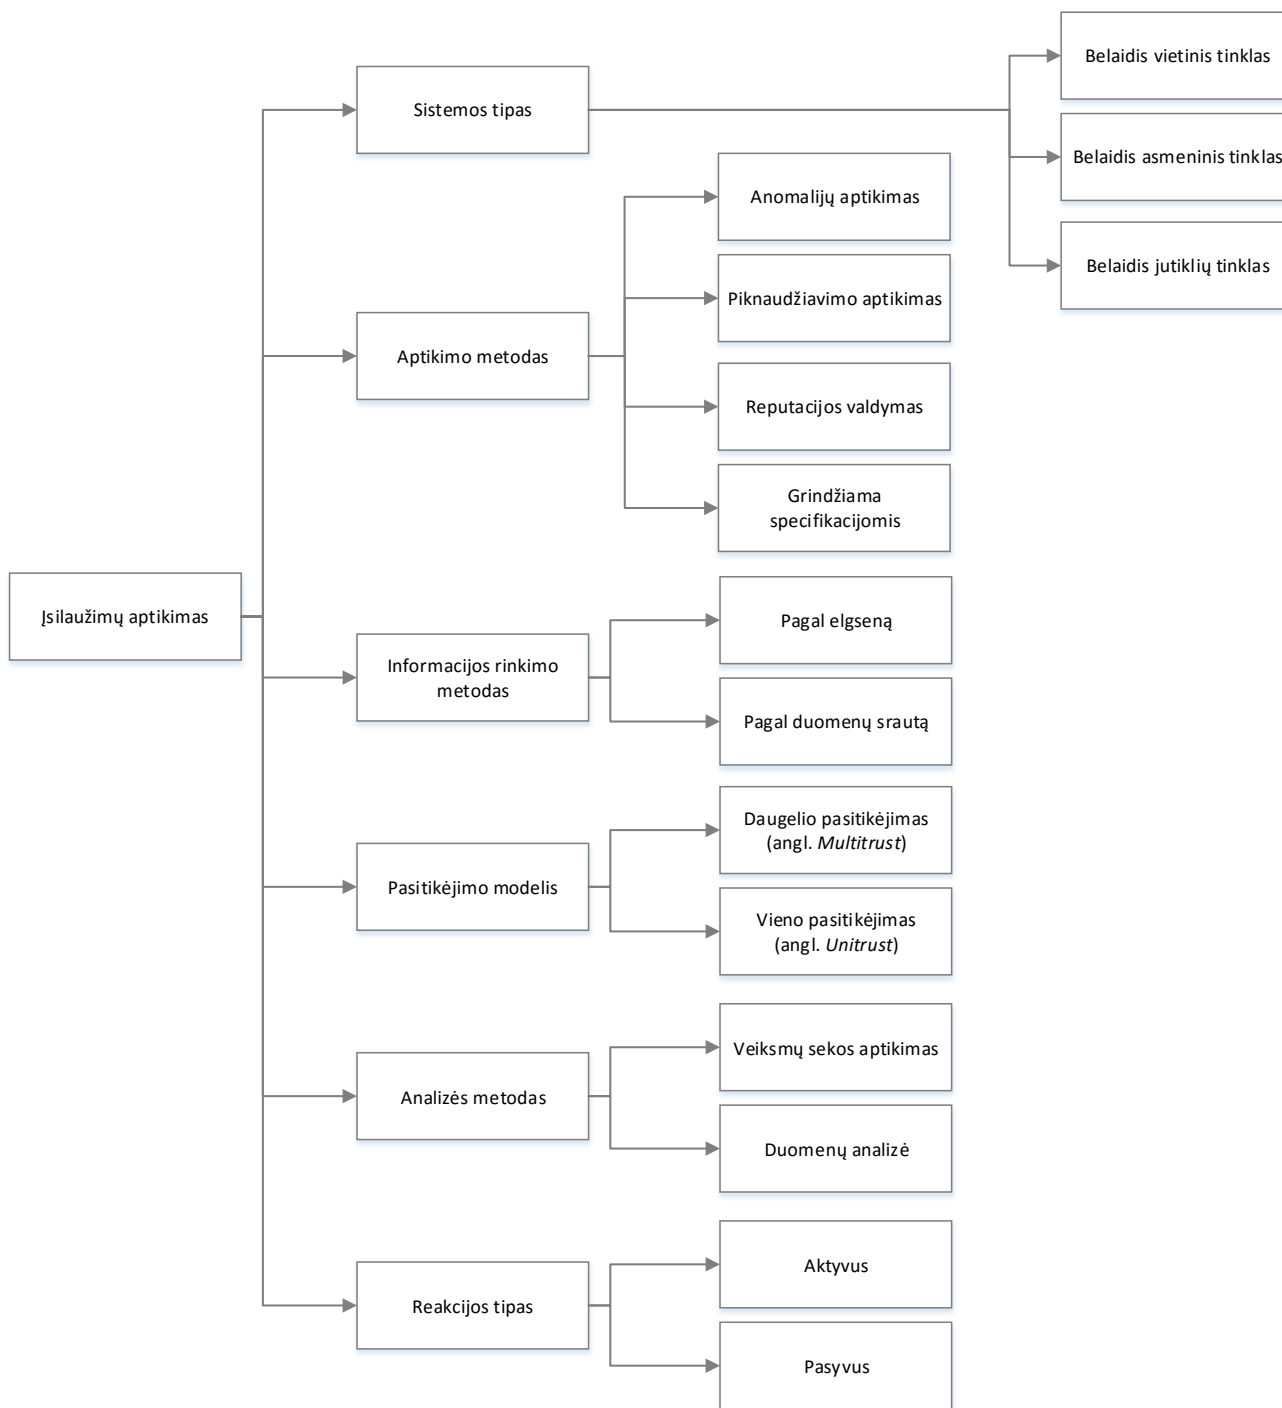 Belaidis vietinis tinklas
Sistemos tipas
Belaidis asmeninis tinklas
Anomalijų aptikimas
Belaidis jutiklių tinklas
Piknaudžiavimo aptikimas
Aptikimo metodas
Reputacijos valdymas
Grindžiama
specifikacijomis
Įsilaužimų aptikimas
Pagal elgseną
Informacijos rinkimo
metodas
Pagal duomenų srautą
Daugelio pasitikėjimas
(angl. Multitrust)
Pasitikėjimo modelis
Vieno pasitikėjimas
(angl. Unitrust)
Veiksmų sekos aptikimas
Analizės metodas
Duomenų analizė
Aktyvus
Reakcijos tipas
Pasyvus